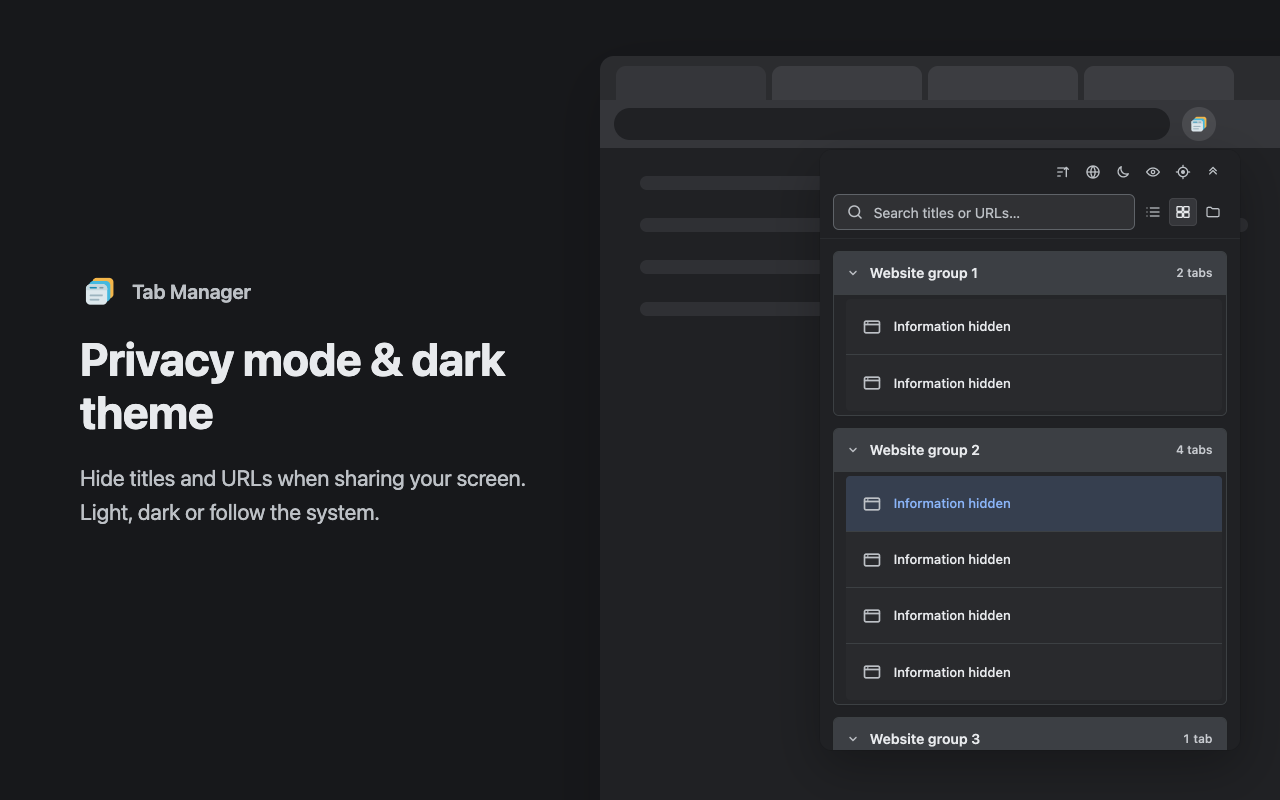 Tab Manager
Privacy mode & dark
theme
Hide titles and URLs when sharing your screen.
Light, dark or follow the system.
Search titles or URLs...
Website group 1
2 tabs
Information hidden
Information hidden
Website group 2
4 tabs
Information hidden
Information hidden
Information hidden
Information hidden
Website group 3
1 tab